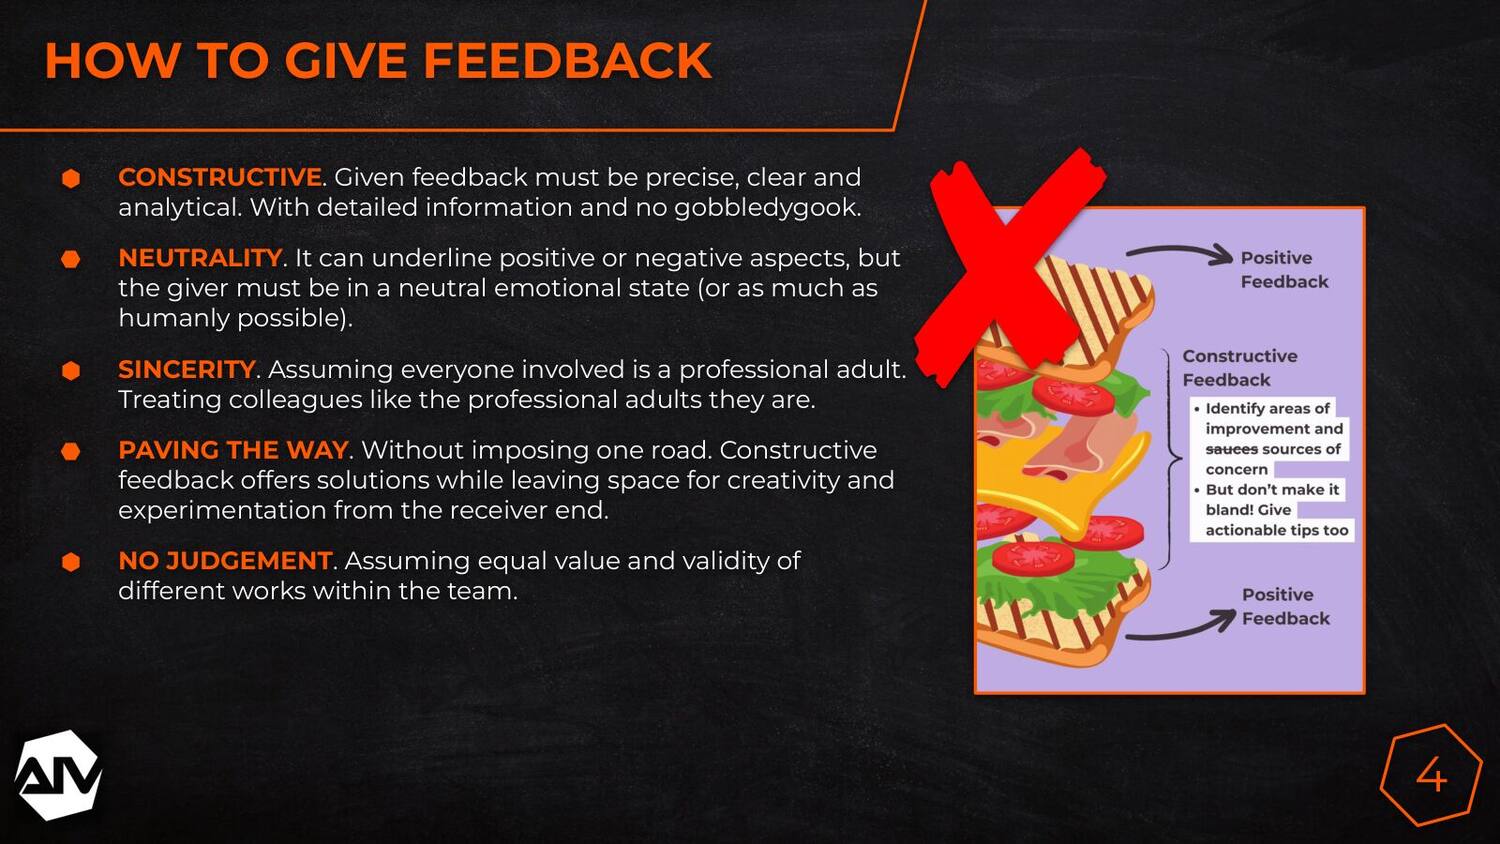 HOW TO GIVE FEEDBACK
CONSTRUCTIVE. Given feedback must be precise, clear and
analytical. With detailed information and no gobbledygook.
NEUTRALITY. It can underline positive or negative aspects, but
the giver must be in a neutral emotional state (or as much as
humanly possible).
SINCERITY. Assuming everyone involved is a professional adult.
Treating colleagues like the professional adults they are.
PAVING THE WAY. Without imposing one road. Constructive
feedback offers solutions while leaving space for creativity and
experimentation from the receiver end.
NO JUDGEMENT. Assuming equal value and validity of
different works within the team.
Positive
Feedback
Constructive
Feedback
• Identify areas of
improvement and
sauces sources of
concern
• But don't make it
bland! Give
actionable tips too
Positive
Feedback
AIV
4